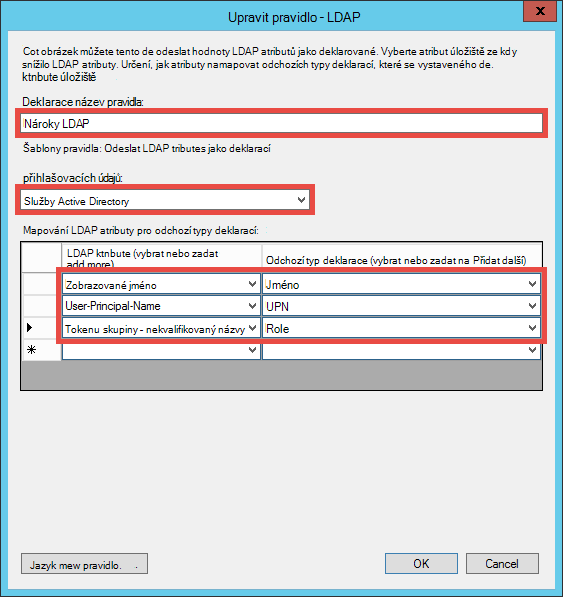 Upravit pravidlo - LDAP
x
Cot obrázek můžete tento de odeslat hodnoty LDAP atributů jako deklarované. Vyberte atribut úložiště ze kdy
snížilo LDAP atributy. Určení, jak atributy namapovat odchozích typy deklarací, které se vystaveného de.
ktnbute úložiště
Deklarace název pravidla:
Nároky LDAP
Šablony pravidla: Odeslat LDAP tributes jako deklarací
přihlašovacích údajů:
Služby Active Directory
Mapování LDAP atributy pro odchozí typy deklarací:
LDAP ktnbute (vybrat nebo zadat
add more)
Odchozí typ deklarace (vybrat nebo zadat na Přidat další)
Zobrazované jméno Jméno
User-Principal-Name UPN
Tokenu skupiny - nekvalifikovaný názvy Role
*
Jazyk mew pravidlo. . OK Cancel